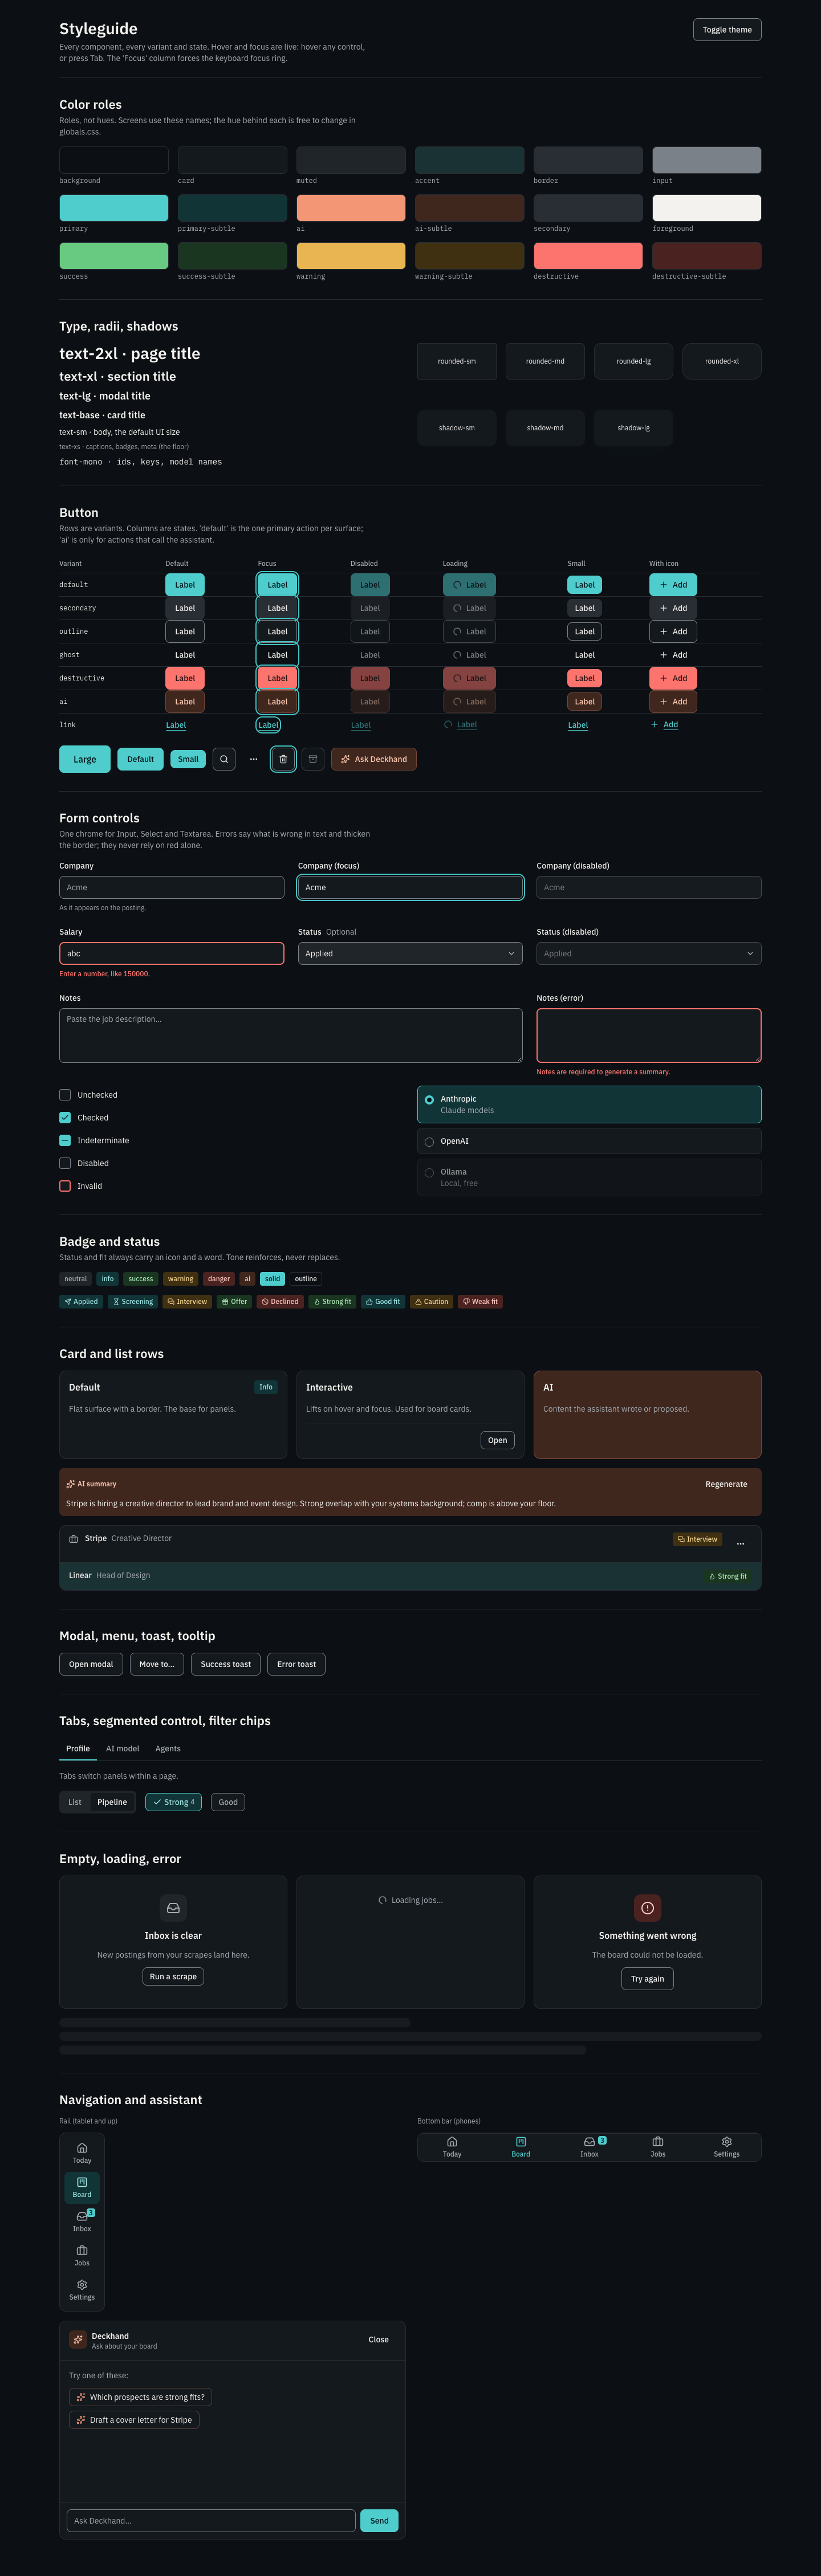 Styleguide
Toggle theme
Every component, every variant and state. Hover and focus are live: hover any control,
or press Tab. The 'Focus' column forces the keyboard focus ring.
Color roles
Roles, not hues. Screens use these names; the hue behind each is free to change in
globals.css.
background card muted accent border input
primary primary-subtle ai ai-subtle secondary foreground
success success-subtle warning warning-subtle destructive destructive-subtle
Type, radii, shadows
text-2xl · page title
text-xl · section title
text-lg · modal title
text-base · card title
text-sm · body, the default UI size
text-xs · captions, badges, meta (the floor)
font-mono · ids, keys, model names
rounded-sm rounded-md rounded-lg rounded-xl
shadow-sm shadow-md shadow-lg
Button
Rows are variants. Columns are states. 'default' is the one primary action per surface;
'ai' is only for actions that call the assistant.
Variant Default Focus Disabled Loading Small With icon
default Label Label Label Label Label Add
secondary Label Label Label Label Label Add
outline Label Label Label Label Label Add
ghost Label Label Label Label Label Add
destructive Label Label Label Label Label Add
ai Label Label Label Label Label Add
link Label Label Label Label Label Add
Large Default Small Ask Deckhand
Form controls
One chrome for Input, Select and Textarea. Errors say what is wrong in text and thicken
the border; they never rely on red alone.
Company Company (focus) Company (disabled)
Acme Acme Acme
As it appears on the posting.
Salary Status Optional Status (disabled)
abc Applied Applied
Enter a number, like 150000.
Notes Notes (error)
Paste the job description...
Notes are required to generate a summary.
Unchecked
Checked
Indeterminate
Disabled
Invalid
Anthropic
Claude models
OpenAI
Ollama
Local, free
Badge and status
Status and fit always carry an icon and a word. Tone reinforces, never replaces.
neutral info success warning danger ai solid outline
Applied Screening Interview Offer Declined Strong fit Good fit Caution Weak fit
Card and list rows
Default Info
Flat surface with a border. The base for panels.
Interactive
Lifts on hover and focus. Used for board cards.
Open
AI
Content the assistant wrote or proposed.
AI summary Regenerate
Stripe is hiring a creative director to lead brand and event design. Strong overlap with your systems background; comp is above your floor.
Stripe Creative Director Interview ...
Linear Head of Design Strong fit
Modal, menu, toast, tooltip
Open modal Move to... Success toast Error toast
Tabs, segmented control, filter chips
Profile AI model Agents
Tabs switch panels within a page.
List Pipeline Strong 4 Good
Empty, loading, error
Inbox is clear
New postings from your scrapes land here.
Run a scrape
Loading jobs...
Something went wrong
The board could not be loaded.
Try again
Navigation and assistant
Rail (tablet and up)
Today
Board
3
Inbox
Jobs
Settings
Bottom bar (phones)
3
Today Board Inbox Jobs Settings
Deckhand
Ask about your board
Close
Try one of these:
Which prospects are strong fits?
Draft a cover letter for Stripe
Ask Deckhand...
Send